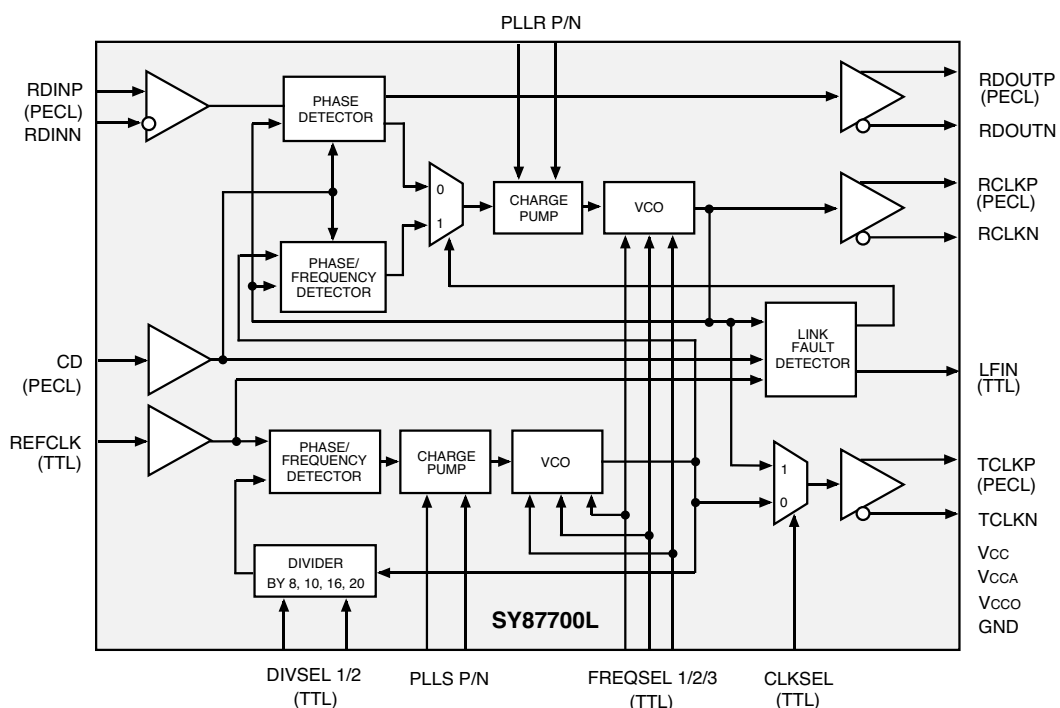 PLLR P/N
RDINP
(PECL)
RDINN
PHASE
DETECTOR
RDOUTP
(PECL)
RDOUTN
0
1
CHARGE
PUMP
VCO
RCLKP
(PECL)
RCLKN
PHASE/
FREQUENCY
DETECTOR
CD
(PECL)
LINK
FAULT
DETECTOR
LFIN
(TTL)
REFCLK
(TTL)
PHASE/
FREQUENCY
DETECTOR
CHARGE
PUMP
VCO
1
0
TCLKP
(PECL)
TCLKN
DIVIDER
BY 8, 10, 16, 20
SY87700L
VCC
VCCA
VCCO
GND
DIVSEL 1/2
(TTL)
PLLS P/N
FREQSEL 1/2/3
(TTL)
CLKSEL
(TTL)